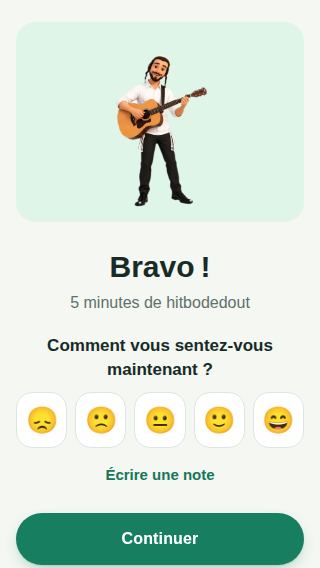 Bravo !
5 minutes de hitbodedout
Comment vous sentez-vous
maintenant ?
Écrire une note
Continuer